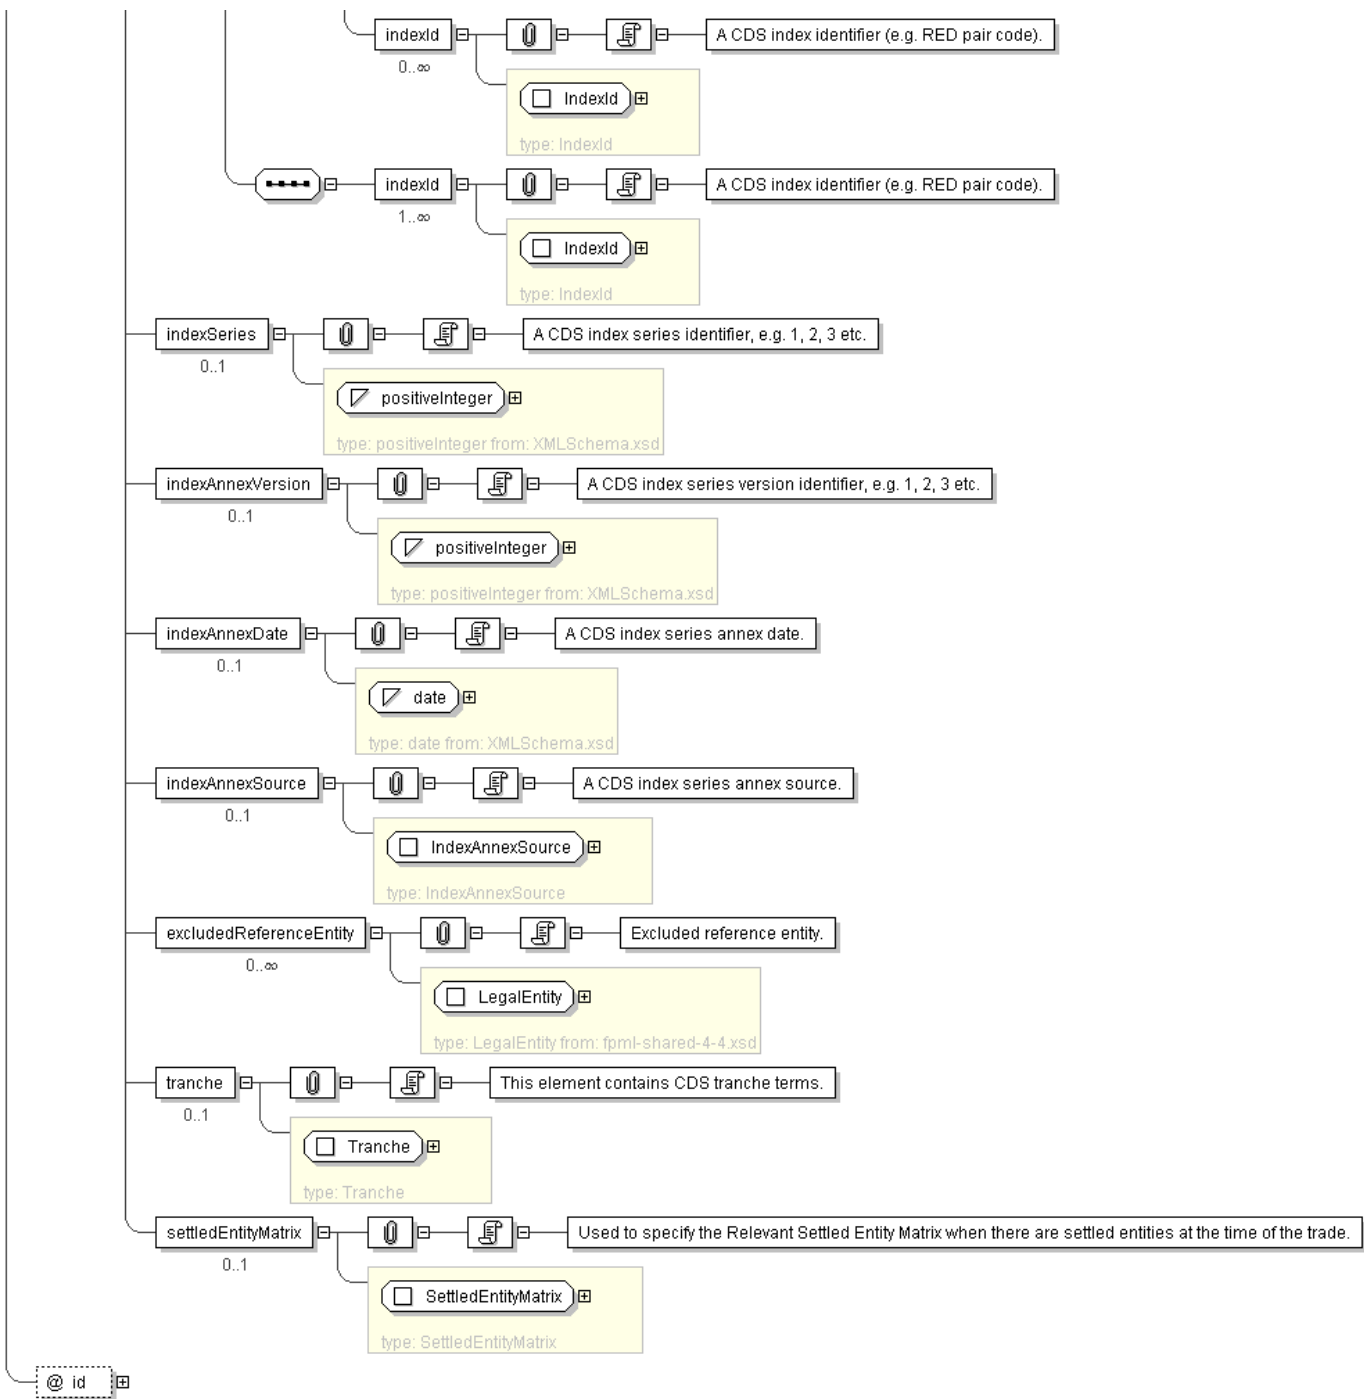 indexId A CDS index identifier (e.g. RED pair code).
0..∞
IndexId
type: IndexId
indexId A CDS index identifier (e.g. RED pair code).
1..∞
IndexId
type: IndexId
indexSeries A CDS index series identifier, e.g. 1, 2, 3 etc.
0..1
positiveInteger
type: positiveInteger from: XMLSchema.xsd
indexAnnexVersion A CDS index series version identifier, e.g. 1, 2, 3 etc.
0..1
positiveInteger
type: positiveInteger from: XMLSchema.xsd
indexAnnexDate A CDS index series annex date.
0..1
date
type: date from: XMLSchema.xsd
indexAnnexSource A CDS index series annex source.
0..1
IndexAnnexSource
type: IndexAnnexSource
excludedReferenceEntity Excluded reference entity.
0..∞
LegalEntity
type: LegalEntity from: fpml-shared-4-4.xsd
tranche This element contains CDS tranche terms.
0..1
Tranche
type: Tranche
settledEntityMatrix Used to specify the Relevant Settled Entity Matrix when there are settled entities at the time of the trade.
0..1
SettledEntityMatrix
type: SettledEntityMatrix
@ id